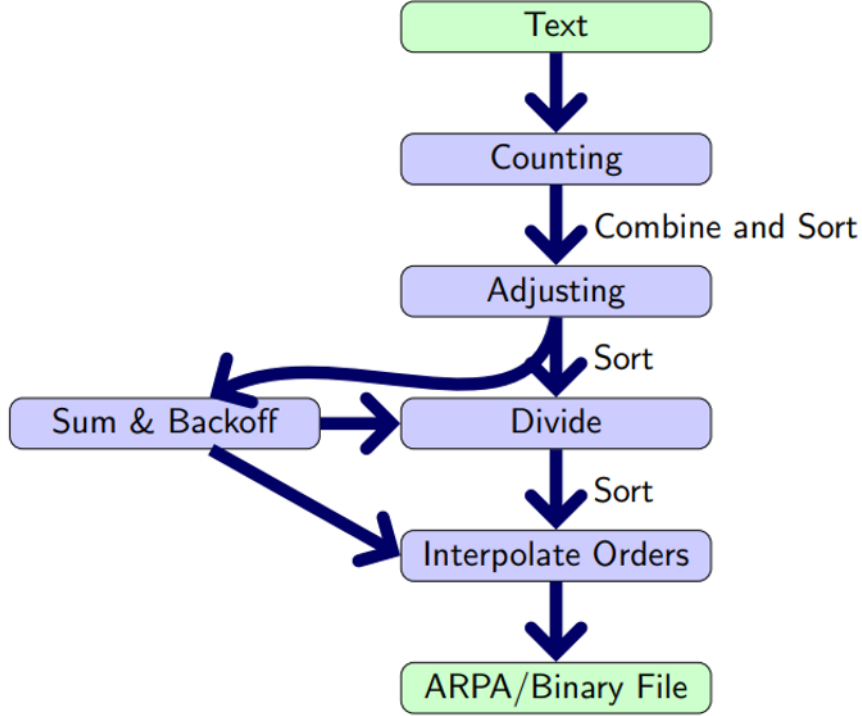 Text
Counting
Combine and Sort
Adjusting
Sort
Sum & Backoff
Divide
Sort
Interpolate Orders
ARPA/Binary File